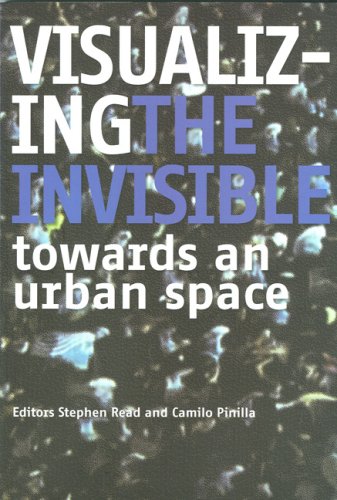 VISUALIZ-
INGTHE
INVISIBLE
towards an
urban space
Editors Stephen Read and Camilo Pinilla